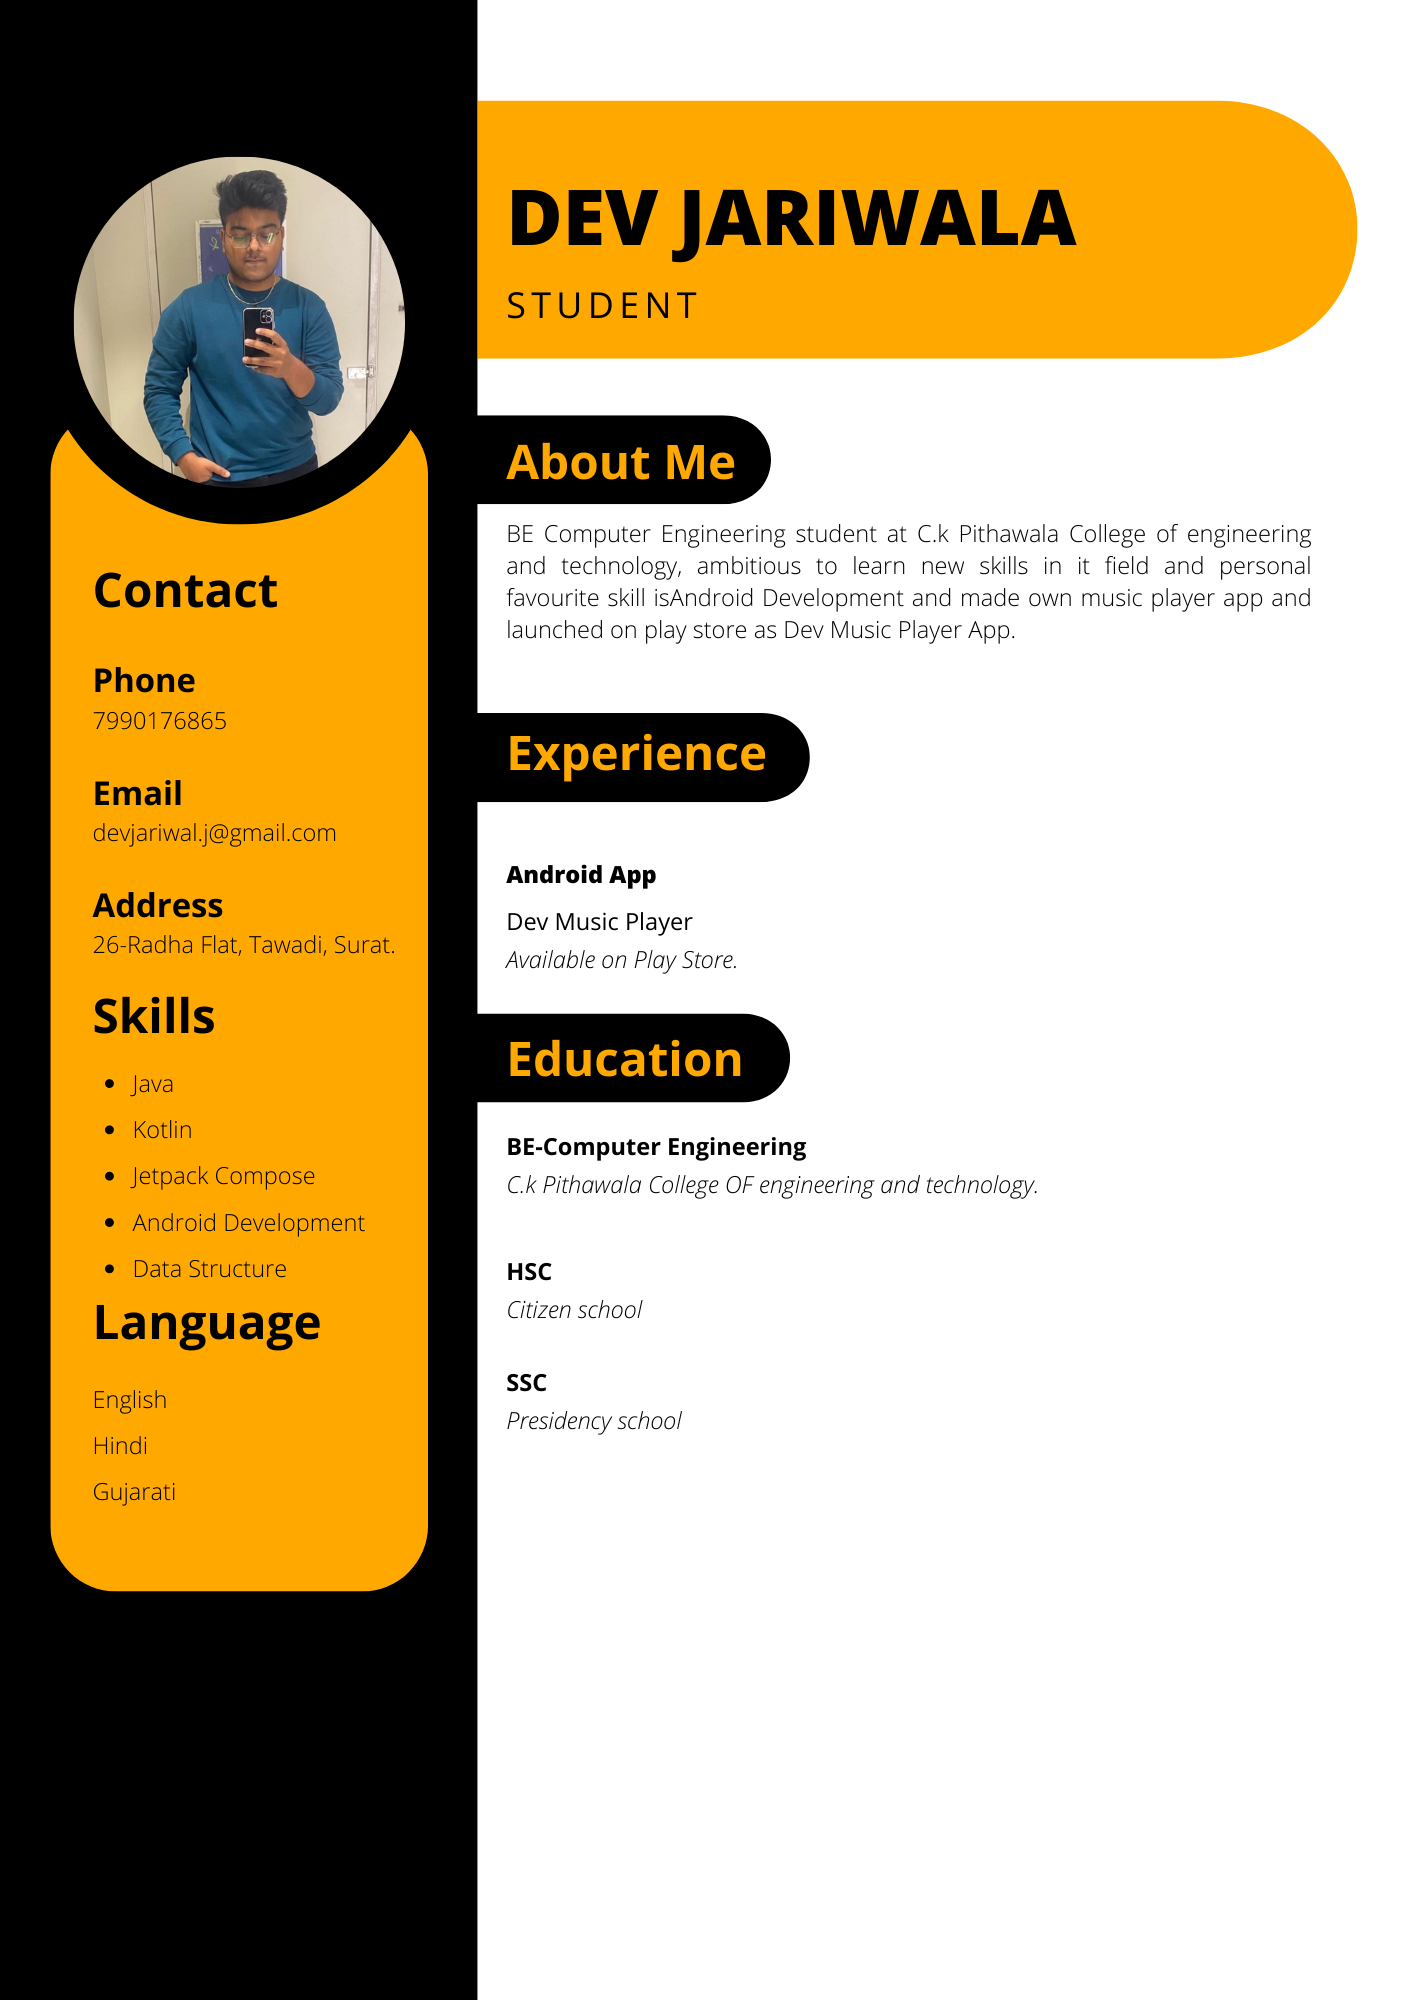 DEV JARIWALA
STUDENT
Contact
Phone
7990176865
Email
devjariwal.j@gmail.com
Address
26-Radha Flat, Tawadi, Surat.
Skills
• Java
• Kotlin
• Jetpack Compose
• Android Development
• Data Structure
Language
English
Hindi
Gujarati
About Me
BE Computer Engineering student at C.k Pithawala College of engineering
and technology, ambitious to learn new skills in it field and personal
favourite skill isAndroid Development and made own music player app and
launched on play store as Dev Music Player App.
Experience
Android App
Dev Music Player
Available on Play Store.
Education
BE-Computer Engineering
C.k Pithawala College OF engineering and technology.
HSC
Citizen school
SSC
Presidency school